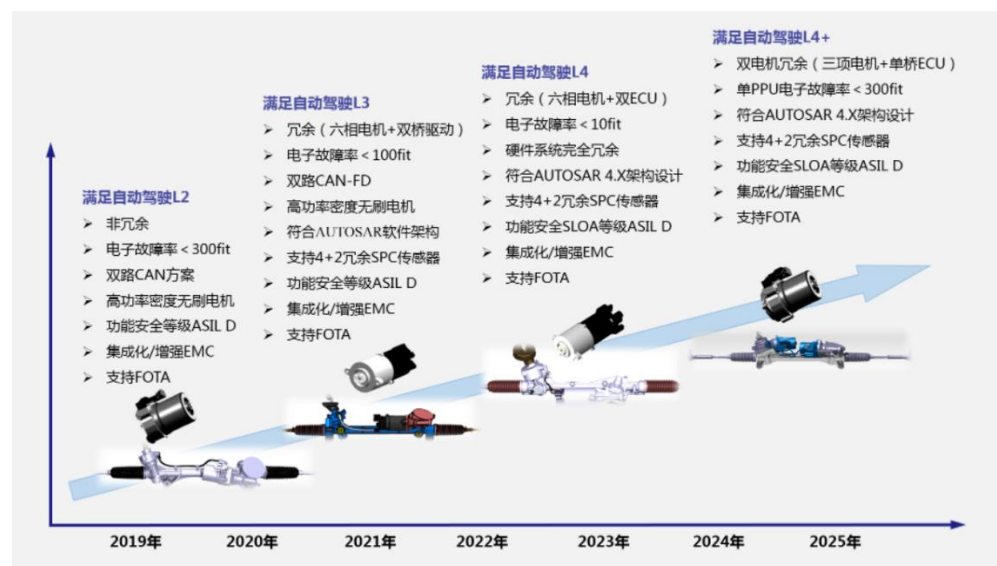 满足自动驾驶L2
非冗余
电子故障率＜300fit
双路CAN方案
高功率密度无刷电机
功能安全等级ASIL D
集成化/增强EMC
支持FOTA
满足自动驾驶L3
冗余（六相电机+双桥驱动）
电子故障率＜100fit
双路CAN-FD
高功率密度无刷电机
符合AUTOSAR软件架构
支持4+2冗余SPC传感器
功能安全等级ASIL D
集成化/增强EMC
支持FOTA
满足自动驾驶L4
冗余（六相电机+双ECU）
电子故障率＜10fit
硬件系统完全冗余
符合AUTOSAR 4.X架构设计
支持4+2冗余SPC传感器
功能安全SLOA等级ASIL D
集成化/增强EMC
支持FOTA
满足自动驾驶L4+
双电机冗余（三项电机+单桥ECU）
单PPU电子故障率＜300fit
符合AUTOSAR 4.X架构设计
支持4+2冗余SPC传感器
功能安全SLOA等级ASIL D
集成化/增强EMC
支持FOTA
2019年 2020年 2021年 2022年 2023年 2024年 2025年